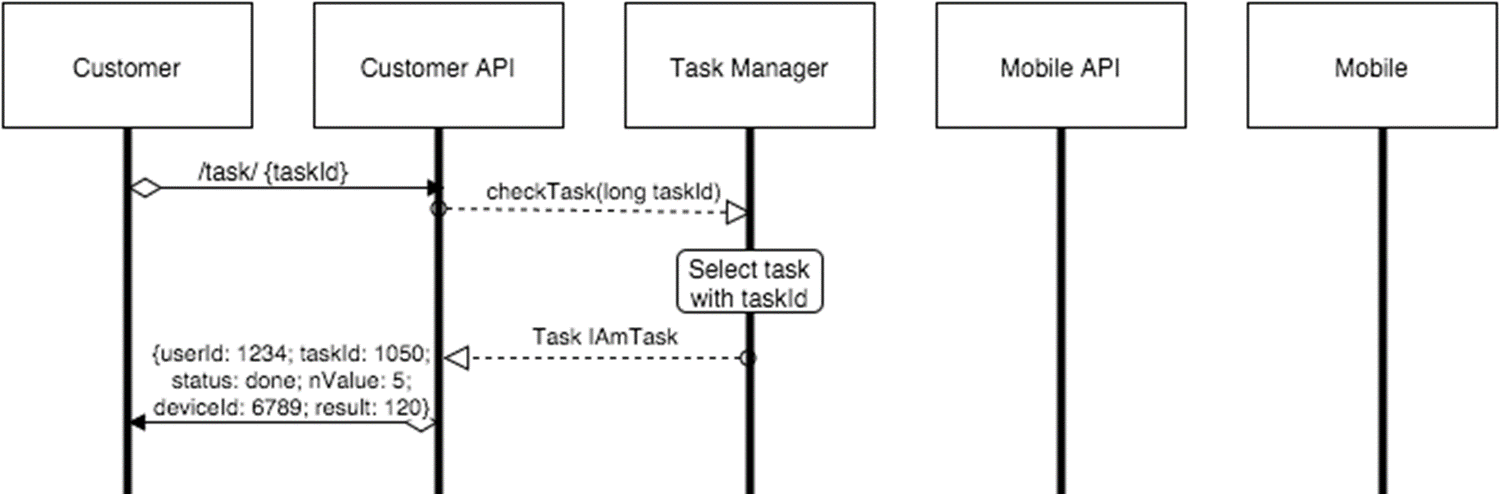 Customer
Customer API
Task Manager
Mobile API
Mobile
/task/ {taskId}
checkTask(long taskId)
Select task
with taskId
Task IAmTask
{userId: 1234; taskId: 1050;
status: done; nValue: 5;
deviceId: 6789; result: 120}